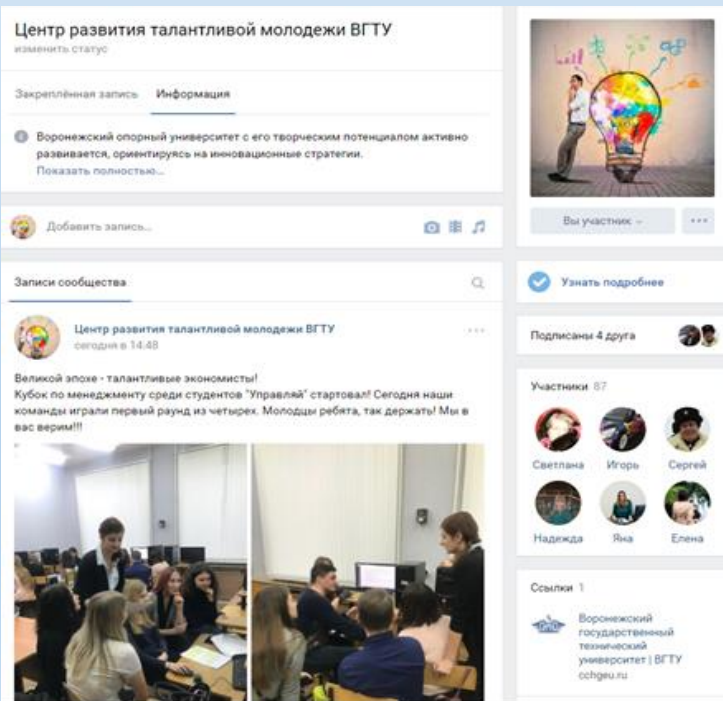 Центр развития талантливой молодежи ВГТУ
изменить статус
Закреплённая запись Информация
Воронежский опорный университет с его творческим потенциалом активно
развивается, ориентируясь на инновационные стратегии.
Показать полностью...
Добавить запись...
Записи сообщества
Центр развития талантливой молодежи ВГТУ
сегодня в 14:48
Великой эпохе - талантливые экономисты!
Кубок по менеджменту среди студентов "Управляй" стартовал! Сегодня наши
команды играли первый раунд из четырех. Молодцы ребята, так держать! Мы в
вас верим!!!
Вы участник
Узнать подробнее
Подписаны 4 друга
Участники 87
Светлана Игорь Сергей
Надежда Яна Елена
Ссылки 1
Воронежский
государственный
технический
университет | ВГТУ
cchgeu.ru